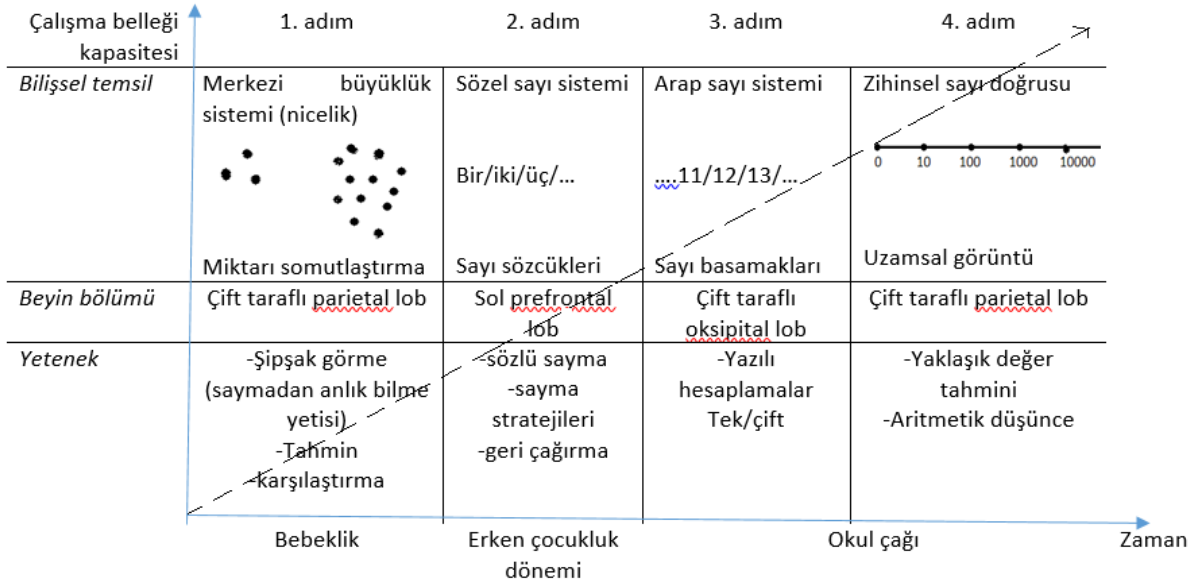 Çalışma belleği kapasitesi
1. adım
2. adım
3. adım
4. adım
Bilişsel temsil
Merkezi büyüklük
sistemi (nicelik)
Miktarı somutlaştırma
Sözel sayı sistemi
Bir/iki/üç/...
Sayı sözcükleri
Arap sayı sistemi
....11/12/13/...
Sayı basamakları
Zihinsel sayı doğrusu
0 10 100 1000 10000
Uzamsal görüntü
Beyin bölümü
Çift taraflı parietal lob
Sol prefrontal
lob
Çift taraflı
oksipital lob
Çift taraflı parietal lob
Yetenek
-Şipşak görme
(saymadan anlık bilme
yetisi)
-Tahmin
-karşılaştırma
-sözlü sayma
-sayma
stratejileri
-geri çağırma
-Yazılı
hesaplamalar
Tek/çift
-Yaklaşık değer
tahmini
-Aritmetik düşünce
Bebeklik
Erken çocukluk
dönemi
Okul çağı
Zaman